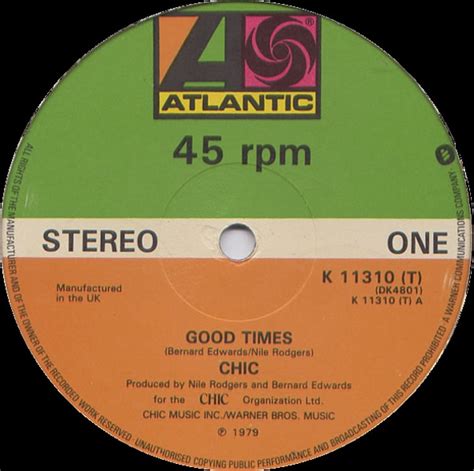 ATLANTIC
45 rpm
STEREO ONE
K 11310 (T)
(DK4801)
K 11310 (T) A
Manufactured
in the UK
GOOD TIMES
(Bernard Edwards/Nile Rodgers)
CHIC
Produced by Nile Rodgers and Bernard Edwards
for the CHIC Organization Ltd.
CHIC MUSIC INC./WARNER BROS. MUSIC
℗ 1979
ALL RIGHTS OF THE MANUFACTURER AND OF THE OWNER OF THE RECORDED WORK RESERVED. UNAUTHORISED COPYING PUBLIC PERFORMANCE AND BROADCASTING OF THIS RECORD PROHIBITED. A WARNER COMMUNICATIONS COMPANY